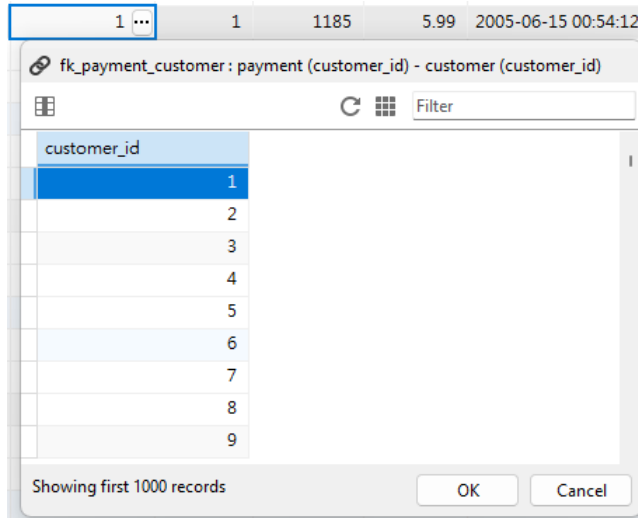 1 ... 1 1185 5.99 2005-06-15 00:54:12
fk_payment_customer : payment (customer_id) - customer (customer_id)
Filter
customer_id
1
2
3
4
5
6
7
8
9
Showing first 1000 records
OK Cancel